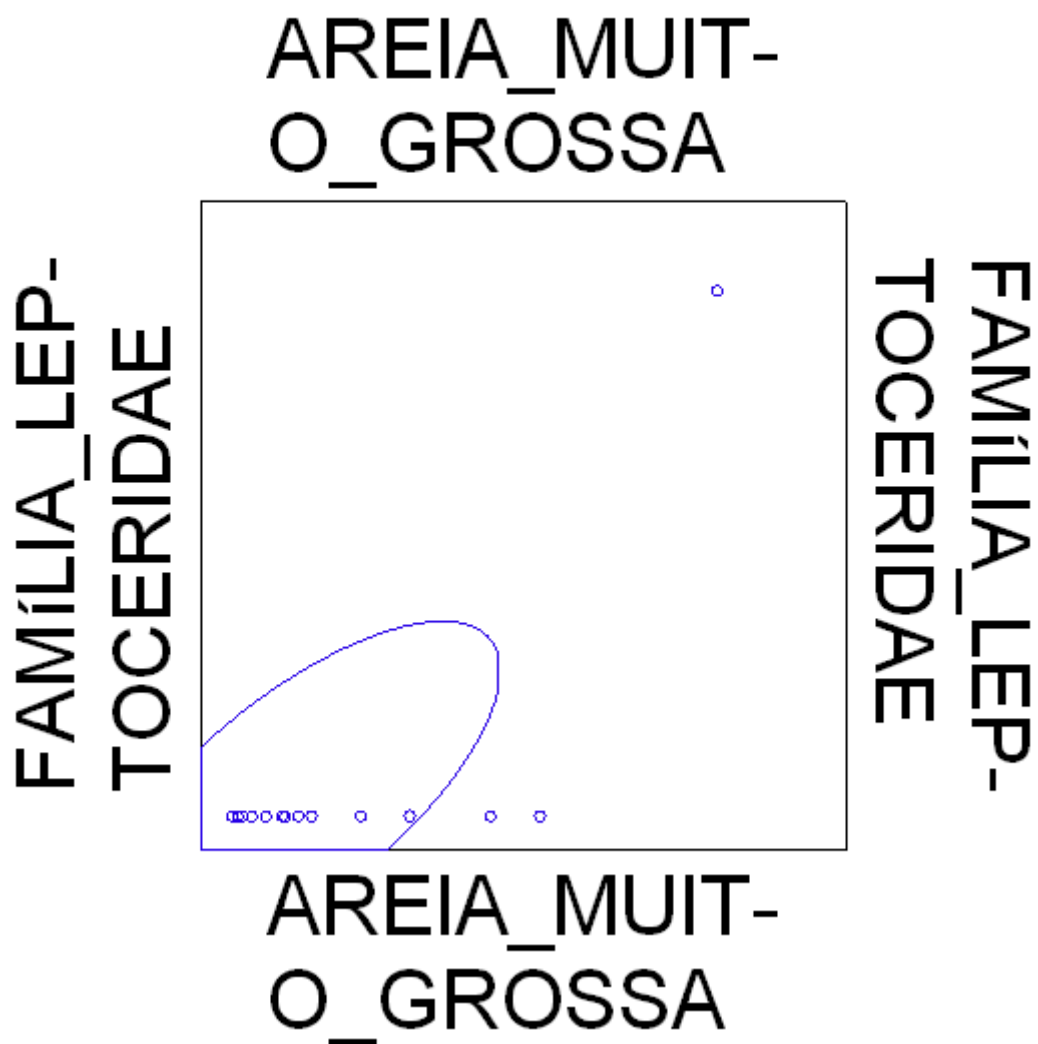 AREIA_MUIT-
O_GROSSA
FAMíLIA_LEP-
TOCERIDAE
FAMíLIA_LEP-
TOCERIDAE
AREIA_MUIT-
O_GROSSA